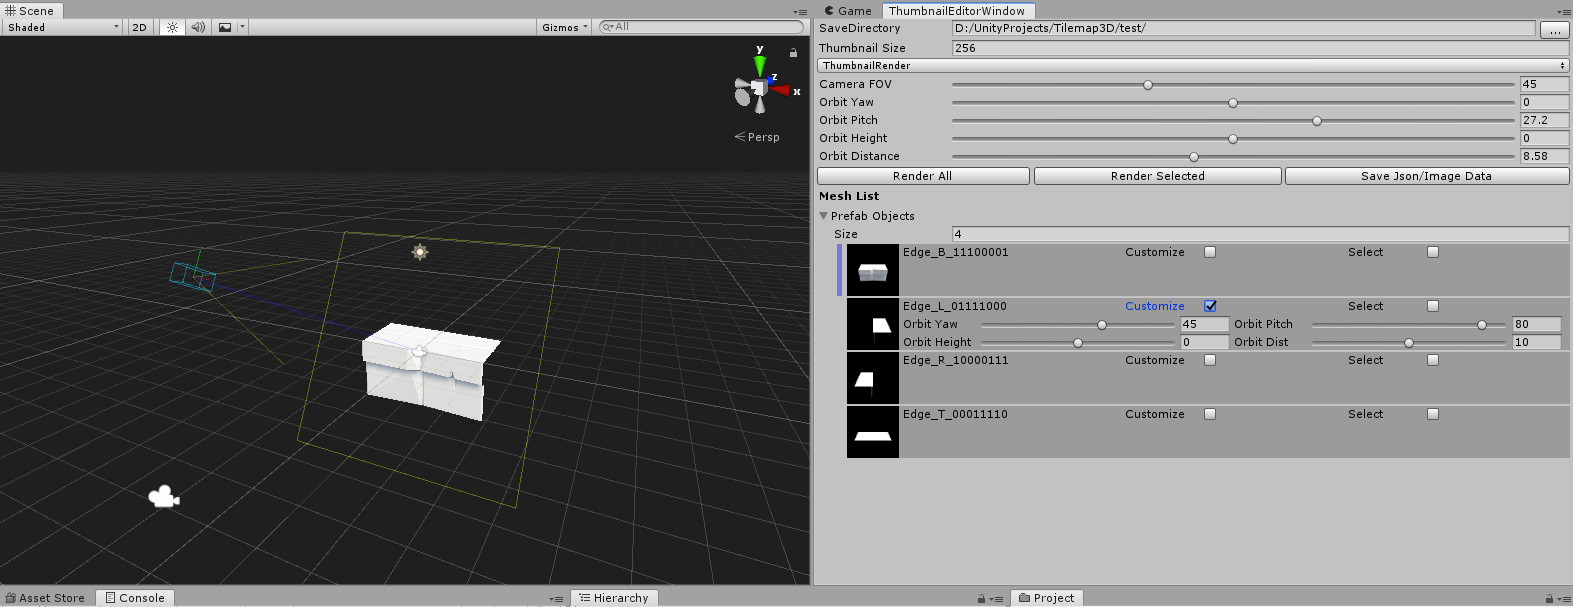 Scene
Shaded 2D Gizmos All
y
z
x
Persp
Game ThumbnailEditorWindow
SaveDirectory D:/UnityProjects/Tilemap3D/test/ ...
Thumbnail Size 256
ThumbnailRender
Camera FOV 45
Orbit Yaw 0
Orbit Pitch 27.2
Orbit Height 0
Orbit Distance 8.58
Render All Render Selected Save Json/Image Data
Mesh List
Prefab Objects
Size 4
Edge_B_11100001 Customize Select
Edge_L_01111000 Customize Select
Orbit Yaw 45 Orbit Pitch 80
Orbit Height 0 Orbit Dist 10
Edge_R_10000111 Customize Select
Edge_T_00011110 Customize Select
Asset Store Console Hierarchy Project